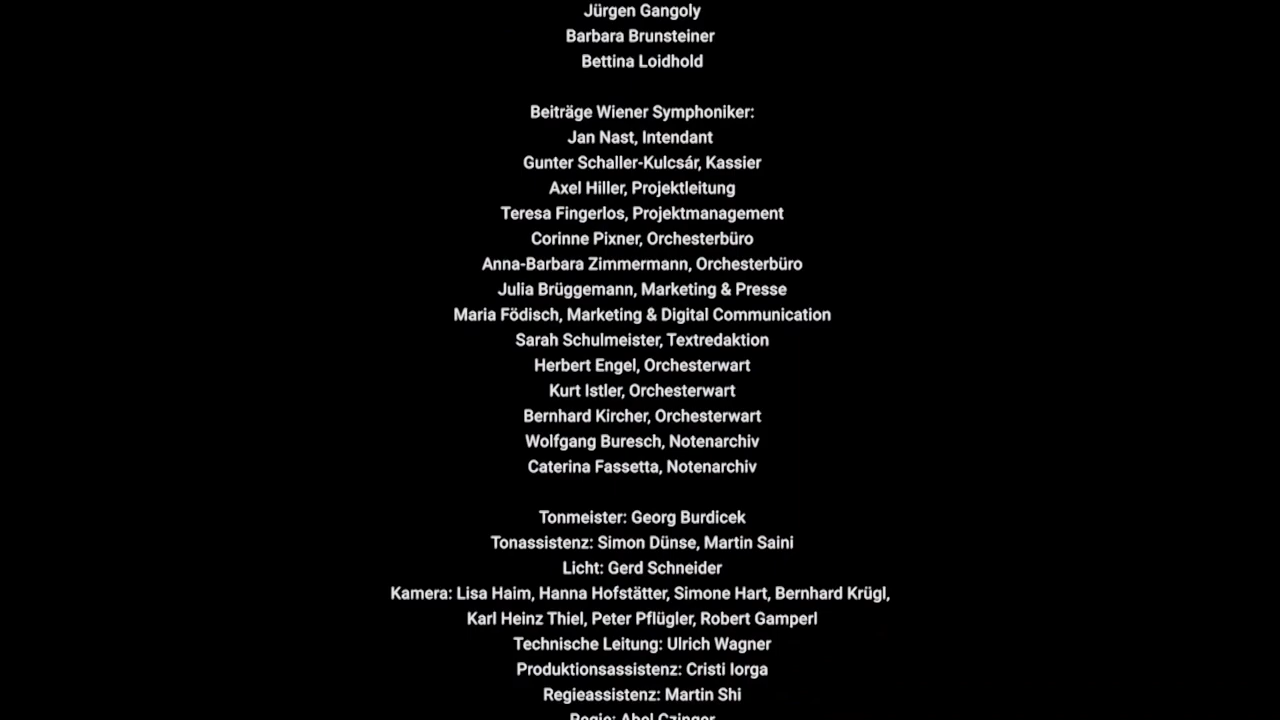 Jürgen Gangoly
Barbara Brunsteiner
Bettina Loidhold
Beiträge Wiener Symphoniker:
Jan Nast, Intendant
Gunter Schaller-Kulcsár, Kassier
Axel Hiller, Projektleitung
Teresa Fingerlos, Projektmanagement
Corinne Pixner, Orchesterbüro
Anna-Barbara Zimmermann, Orchesterbüro
Julia Brüggemann, Marketing & Presse
Maria Födisch, Marketing & Digital Communication
Sarah Schulmeister, Textredaktion
Herbert Engel, Orchesterwart
Kurt Istler, Orchesterwart
Bernhard Kircher, Orchesterwart
Wolfgang Buresch, Notenarchiv
Caterina Fassetta, Notenarchiv
Tonmeister: Georg Burdicek
Tonassistenz: Simon Dünse, Martin Saini
Licht: Gerd Schneider
Kamera: Lisa Haim, Hanna Hofstätter, Simone Hart, Bernhard Krügl,
Karl Heinz Thiel, Peter Pflügler, Robert Gamperl
Technische Leitung: Ulrich Wagner
Produktionsassistenz: Cristi Iorga
Regieassistenz: Martin Shi
Regie: Abel Czinger